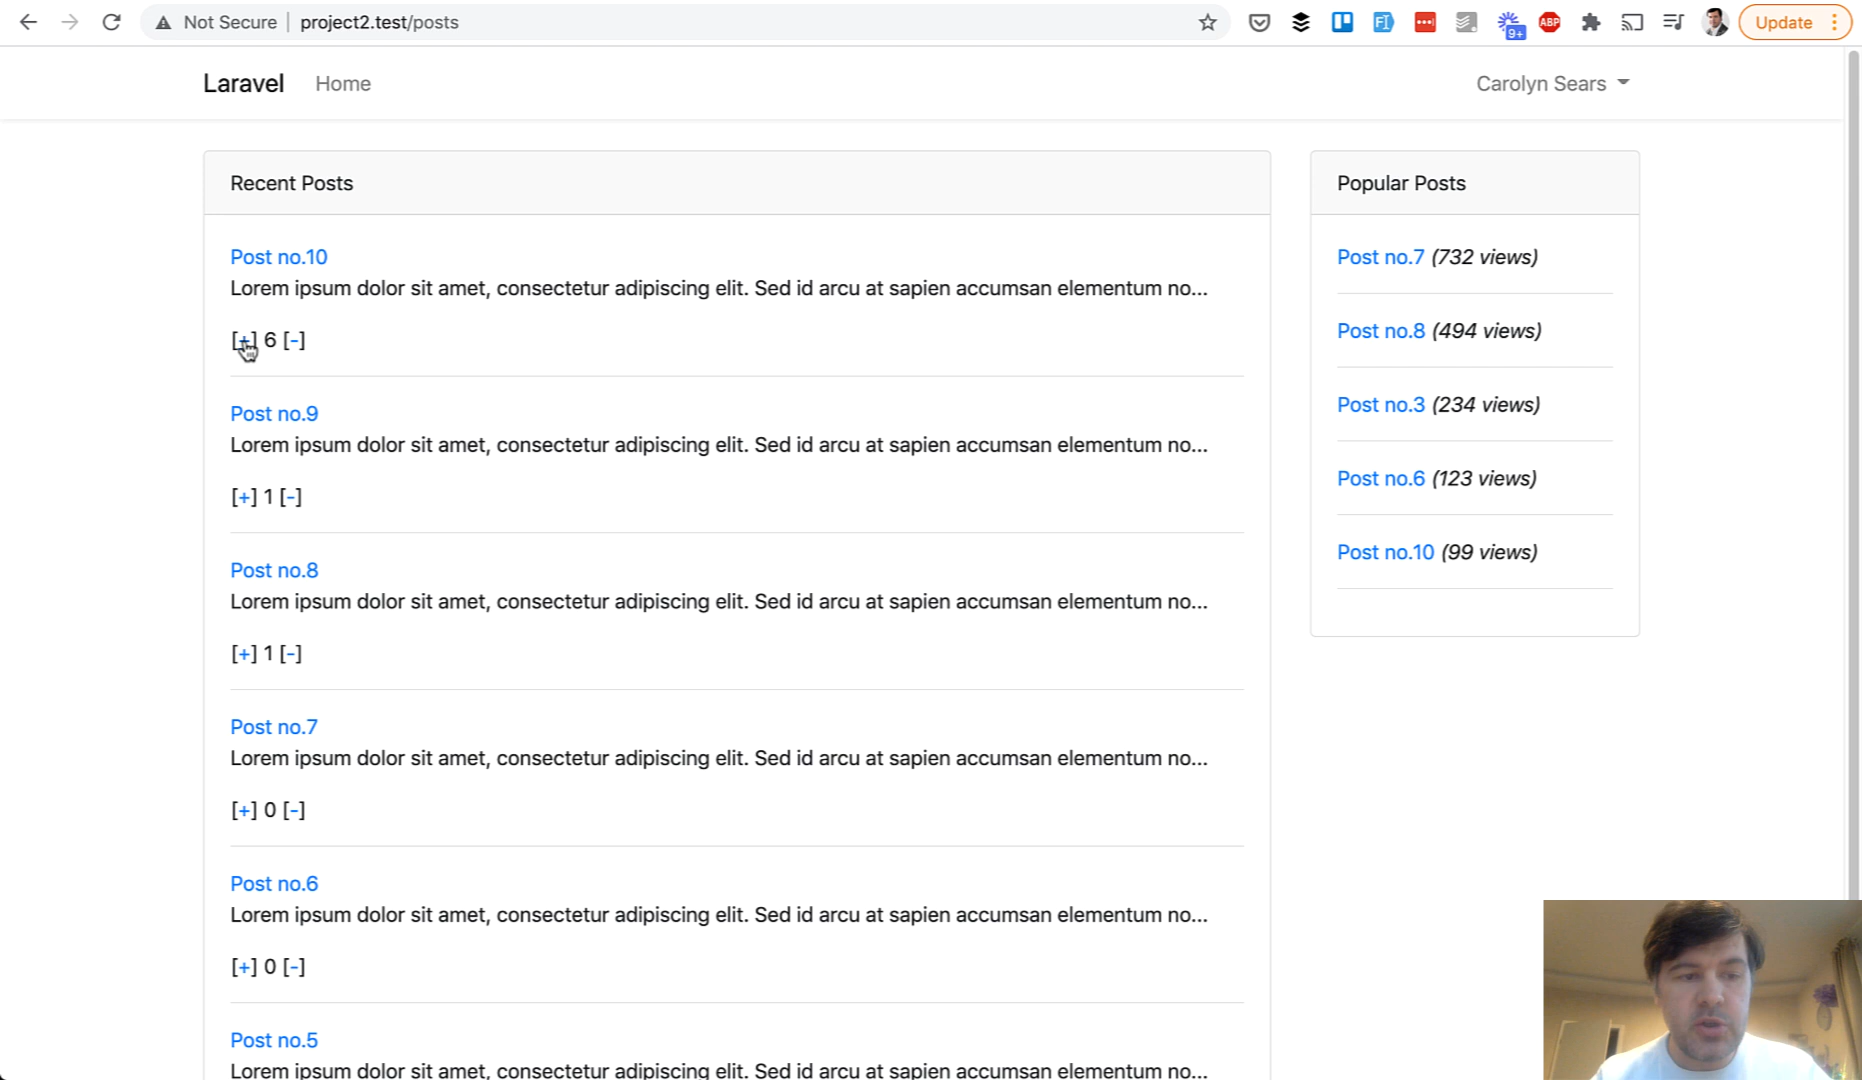 Not Secure | project2.test/posts
9+
ABP
Update
Laravel Home Carolyn Sears
Recent Posts
Post no.10
Lorem ipsum dolor sit amet, consectetur adipiscing elit. Sed id arcu at sapien accumsan elementum no...
[+] 6 [-]
Post no.9
Lorem ipsum dolor sit amet, consectetur adipiscing elit. Sed id arcu at sapien accumsan elementum no...
[+] 1 [-]
Post no.8
Lorem ipsum dolor sit amet, consectetur adipiscing elit. Sed id arcu at sapien accumsan elementum no...
[+] 1 [-]
Post no.7
Lorem ipsum dolor sit amet, consectetur adipiscing elit. Sed id arcu at sapien accumsan elementum no...
[+] 0 [-]
Post no.6
Lorem ipsum dolor sit amet, consectetur adipiscing elit. Sed id arcu at sapien accumsan elementum no...
[+] 0 [-]
Post no.5
Lorem ipsum dolor sit amet, consectetur adipiscing elit. Sed id arcu at sapien accumsan elementum no...
Popular Posts
Post no.7 (732 views)
Post no.8 (494 views)
Post no.3 (234 views)
Post no.6 (123 views)
Post no.10 (99 views)